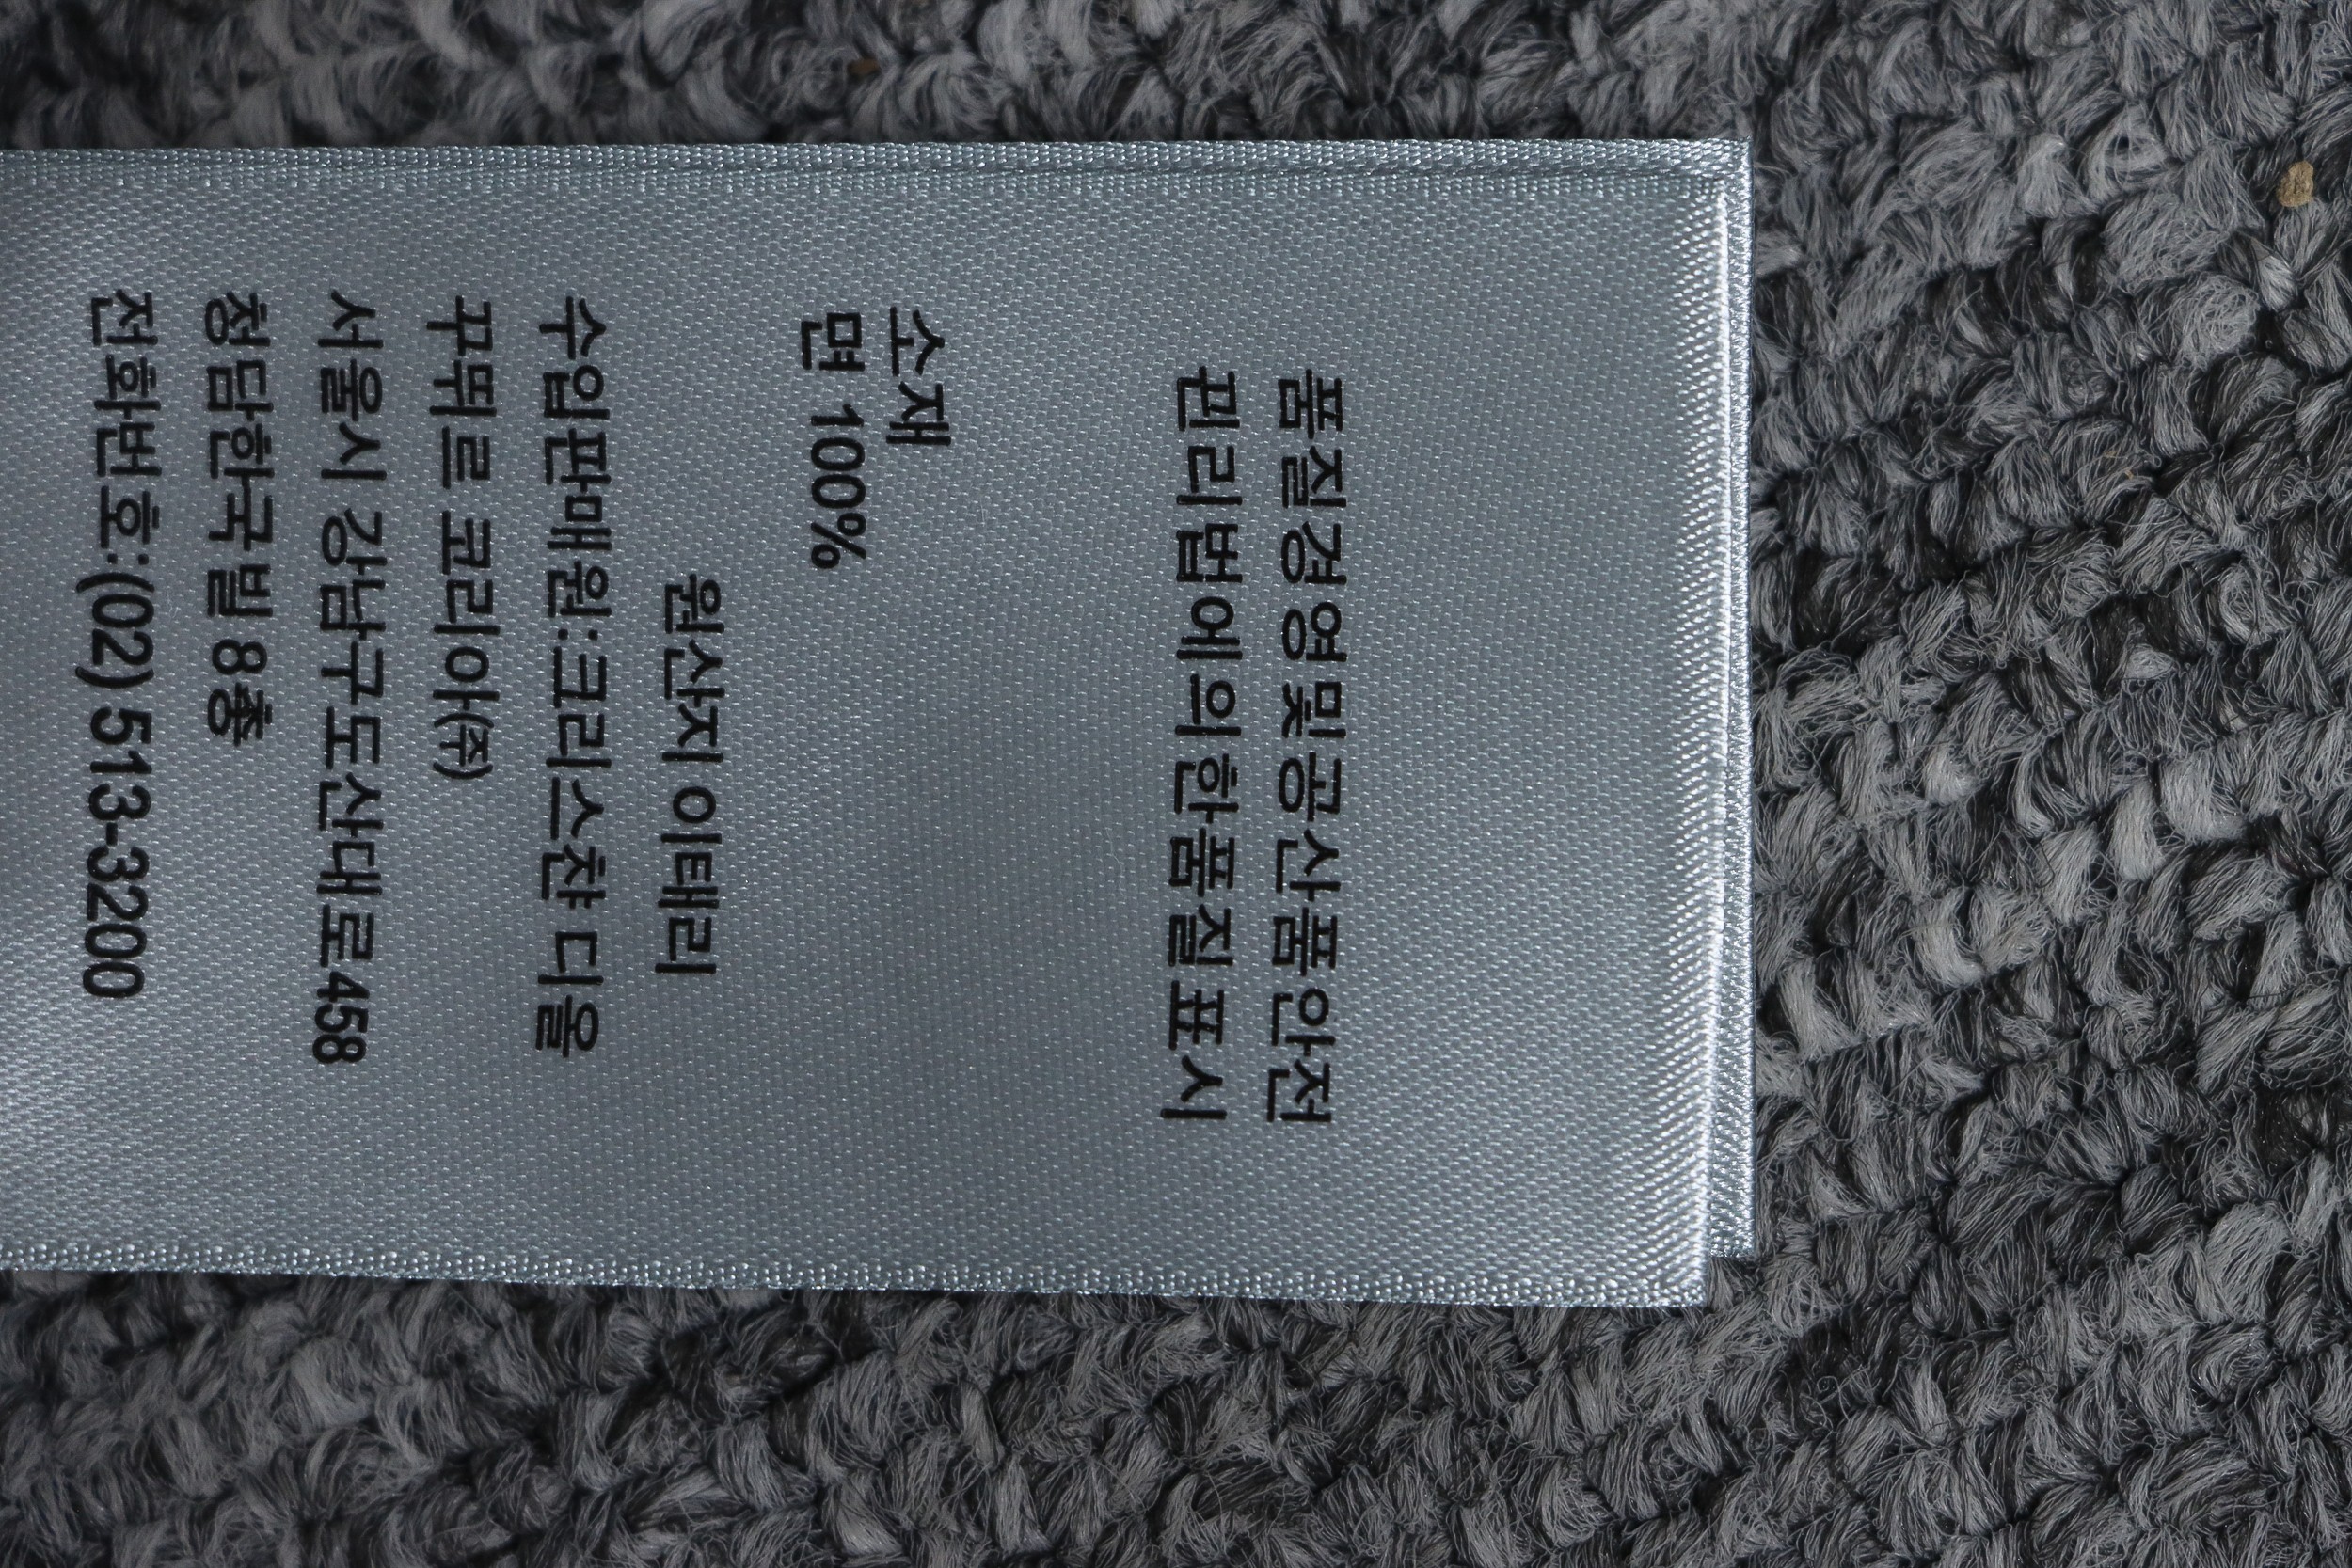 품질경영및공산품안전
핀리법에의한품질표시
소재
면 100%
원산지 이태리
수입판매원:크리스챤 디올
꾸뛰르 코리아(주)
서울시 강남구도산대로458
청담한국빌 8층
전화번호:(02) 513-3200